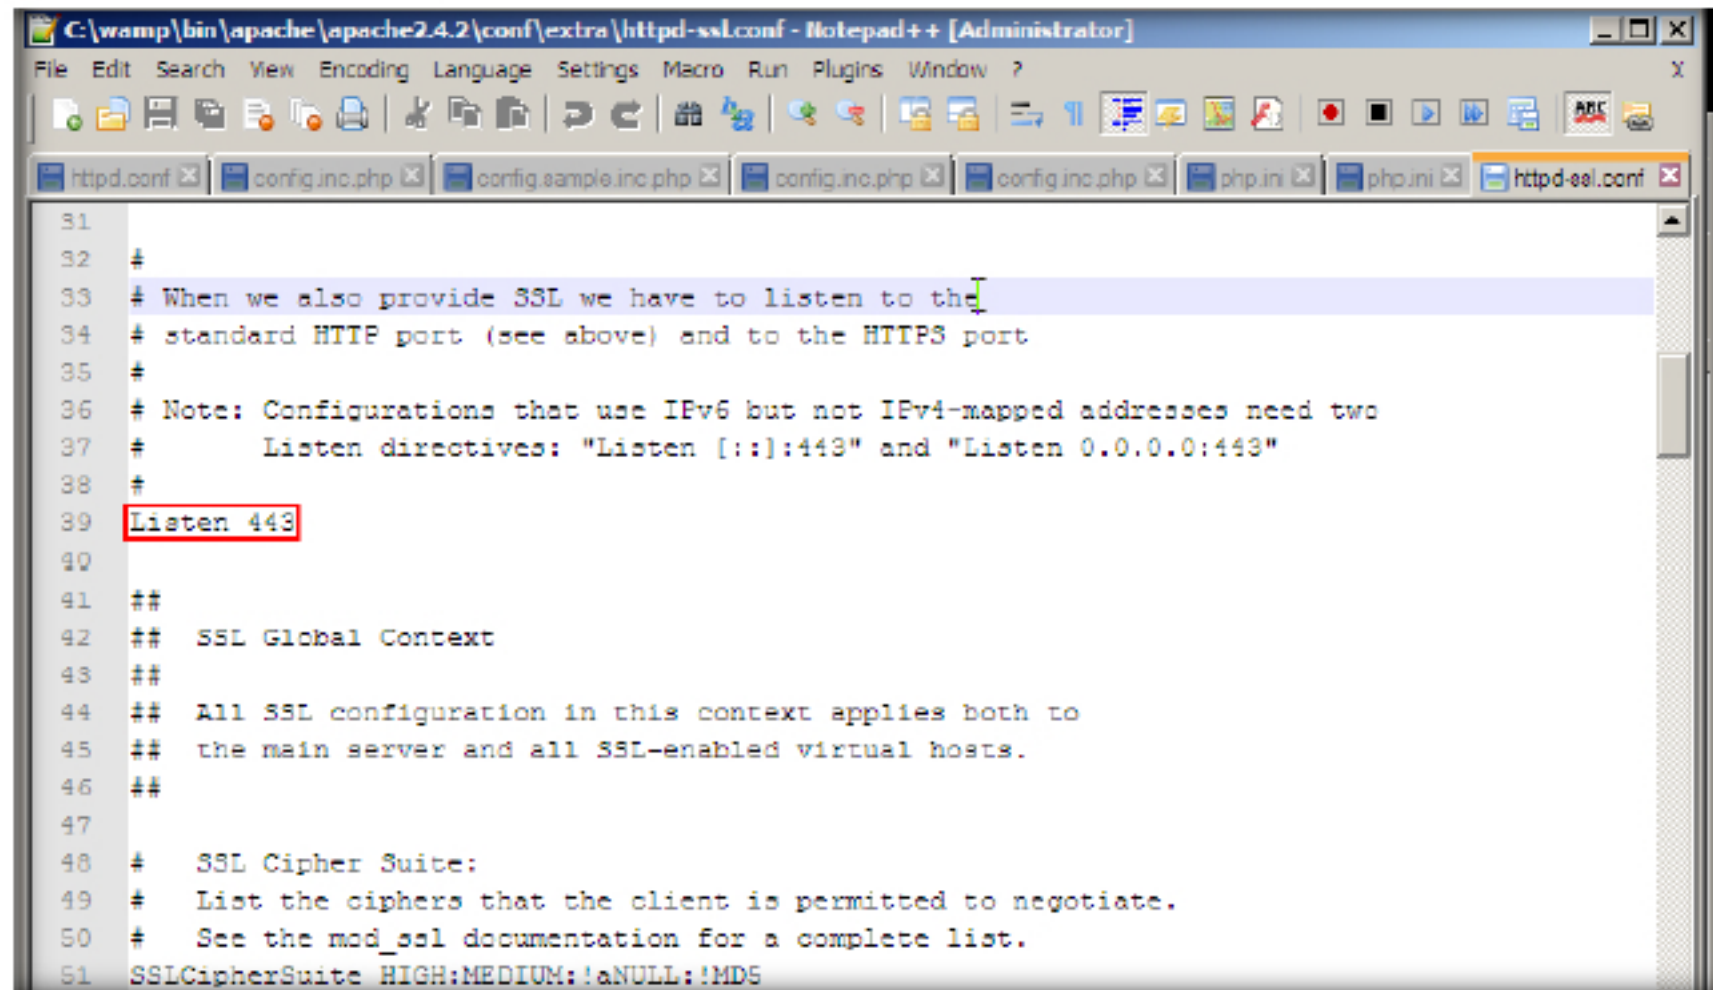 C:\wamp\bin\apache\apache2.4.2\conf\extra\httpd-ssl.conf - Notepad++ [Administrator]
File Edit Search View Encoding Language Settings Macro Run Plugins Window ? X
ABC
httpd.conf config.inc.php config.sample.inc.php config.inc.php config.inc.php php.ini php.ini httpd-ssl.conf
31
32 #
33 # When we also provide SSL we have to listen to the
34 # standard HTTP port (see above) and to the HTTPS port
35 #
36 # Note: Configurations that use IPv6 but not IPv4-mapped addresses need two
37 #       Listen directives: "Listen [::]:443" and "Listen 0.0.0.0:443"
38 #
39 Listen 443
40
41 ##
42 ##  SSL Global Context
43 ##
44 ##  All SSL configuration in this context applies both to
45 ##  the main server and all SSL-enabled virtual hosts.
46 ##
47
48 #   SSL Cipher Suite:
49 #   List the ciphers that the client is permitted to negotiate.
50 #   See the mod_ssl documentation for a complete list.
51 SSLCipherSuite HIGH:MEDIUM:!aNULL:!MD5